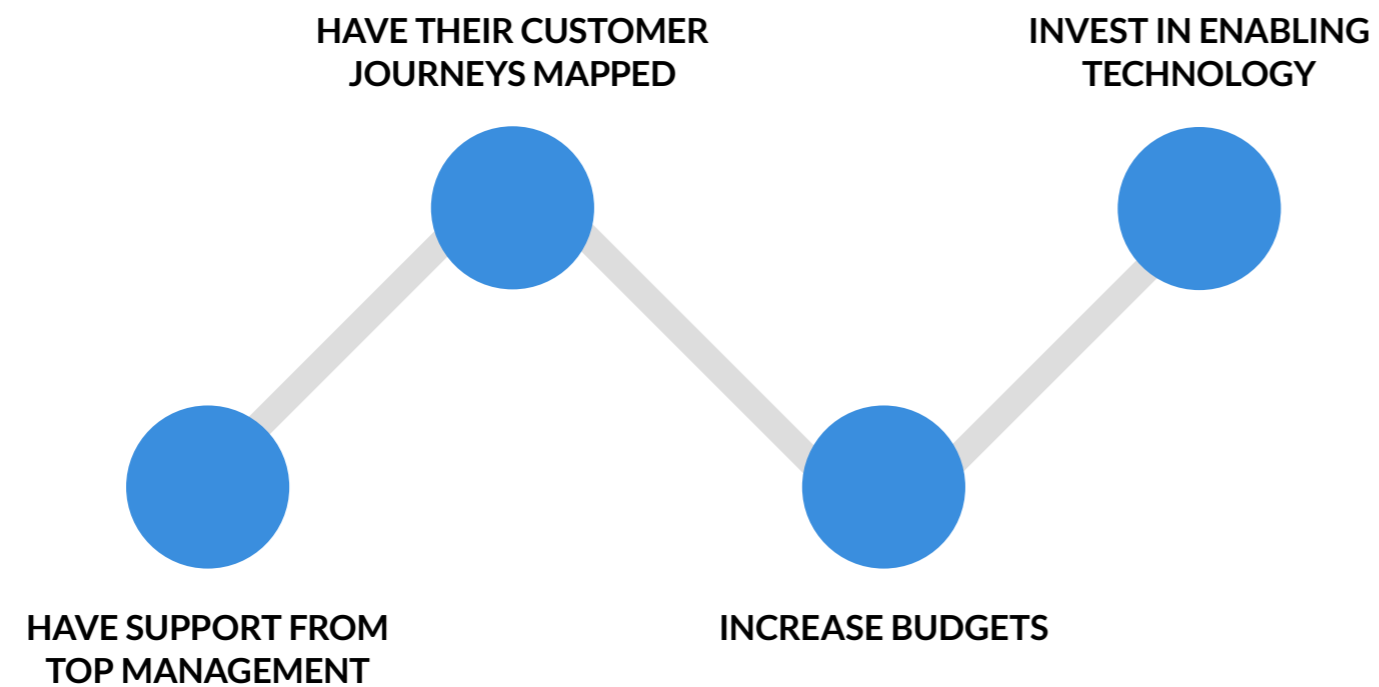 HAVE THEIR CUSTOMER
JOURNEYS MAPPED
INVEST IN ENABLING
TECHNOLOGY
HAVE SUPPORT FROM
TOP MANAGEMENT
INCREASE BUDGETS